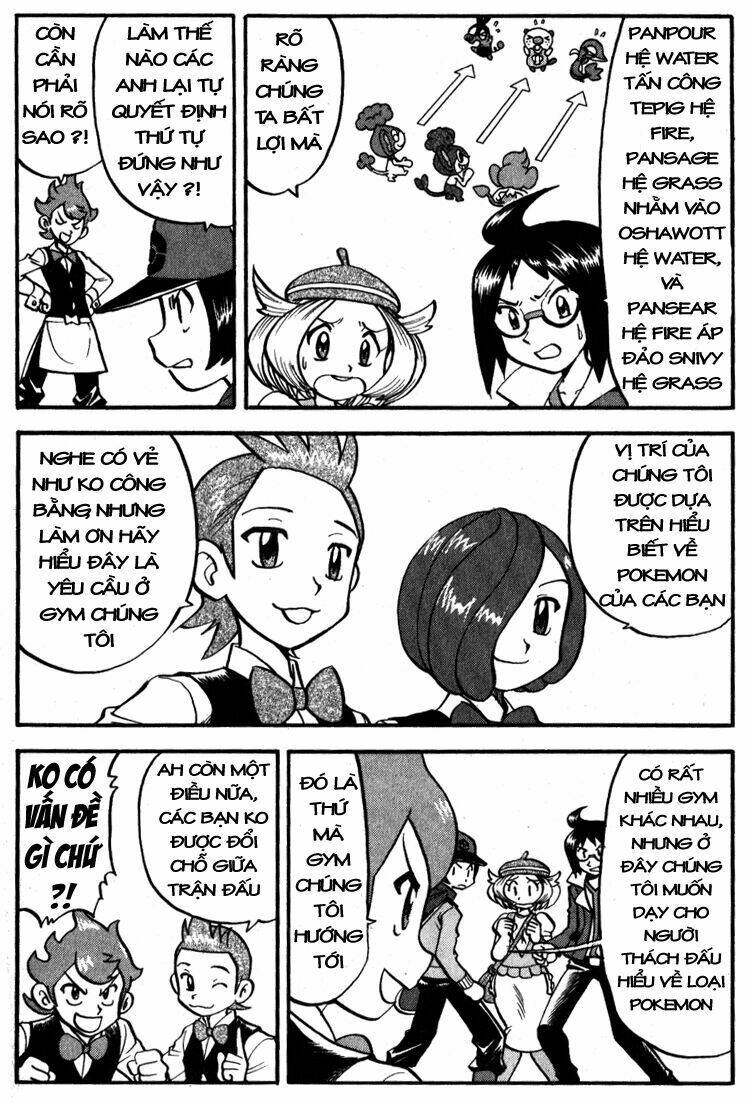 PANPOUR
HỆ WATER
TẤN CÔNG
TEPIG HỆ
FIRE,
PANSAGE
HỆ GRASS
NHẰM VÀO
OSHAWOTT
HỆ WATER,
VÀ
PANSEAR
HỆ FIRE ÁP
ĐẢO SNIVY
HỆ GRASS
RÕ
RÀNG
CHÚNG
TA BẤT
LỢI MÀ
LÀM THẾ
NÀO CÁC
ANH LẠI TỰ
QUYẾT ĐỊNH
THỨ TỰ
ĐỨNG NHƯ
VẬY ?!
CÒN
CẦN
PHẢI
NÓI RÕ
SAO ?!
VỊ TRÍ CỦA
CHÚNG TÔI
ĐƯỢC DỰA
TRÊN HIỂU
BIẾT VỀ
POKEMON
CỦA CÁC BẠN
NGHE CÓ VẺ
NHƯ KO CÔNG
BẰNG, NHƯNG
LÀM ƠN HÃY
HIỂU ĐÂY LÀ
YÊU CẦU Ở
GYM CHÚNG
TÔI
CÓ RẤT
NHIỀU GYM
KHÁC NHAU,
NHƯNG Ở
ĐÂY CHÚNG
TÔI MUỐN
DẠY CHO
NGƯỜI
THÁCH ĐẤU
HIỂU VỀ LOẠI
POKEMON
ĐÓ LÀ
THỨ
MÀ GYM
CHÚNG
TÔI
HƯỚNG
TỚI
AH CÒN MỘT
ĐIỀU NỮA,
CÁC BẠN KO
ĐƯỢC ĐỔI
CHỖ GIỮA
TRẬN ĐẤU
KO CÓ
VẤN ĐỀ
GÌ CHỨ
?!